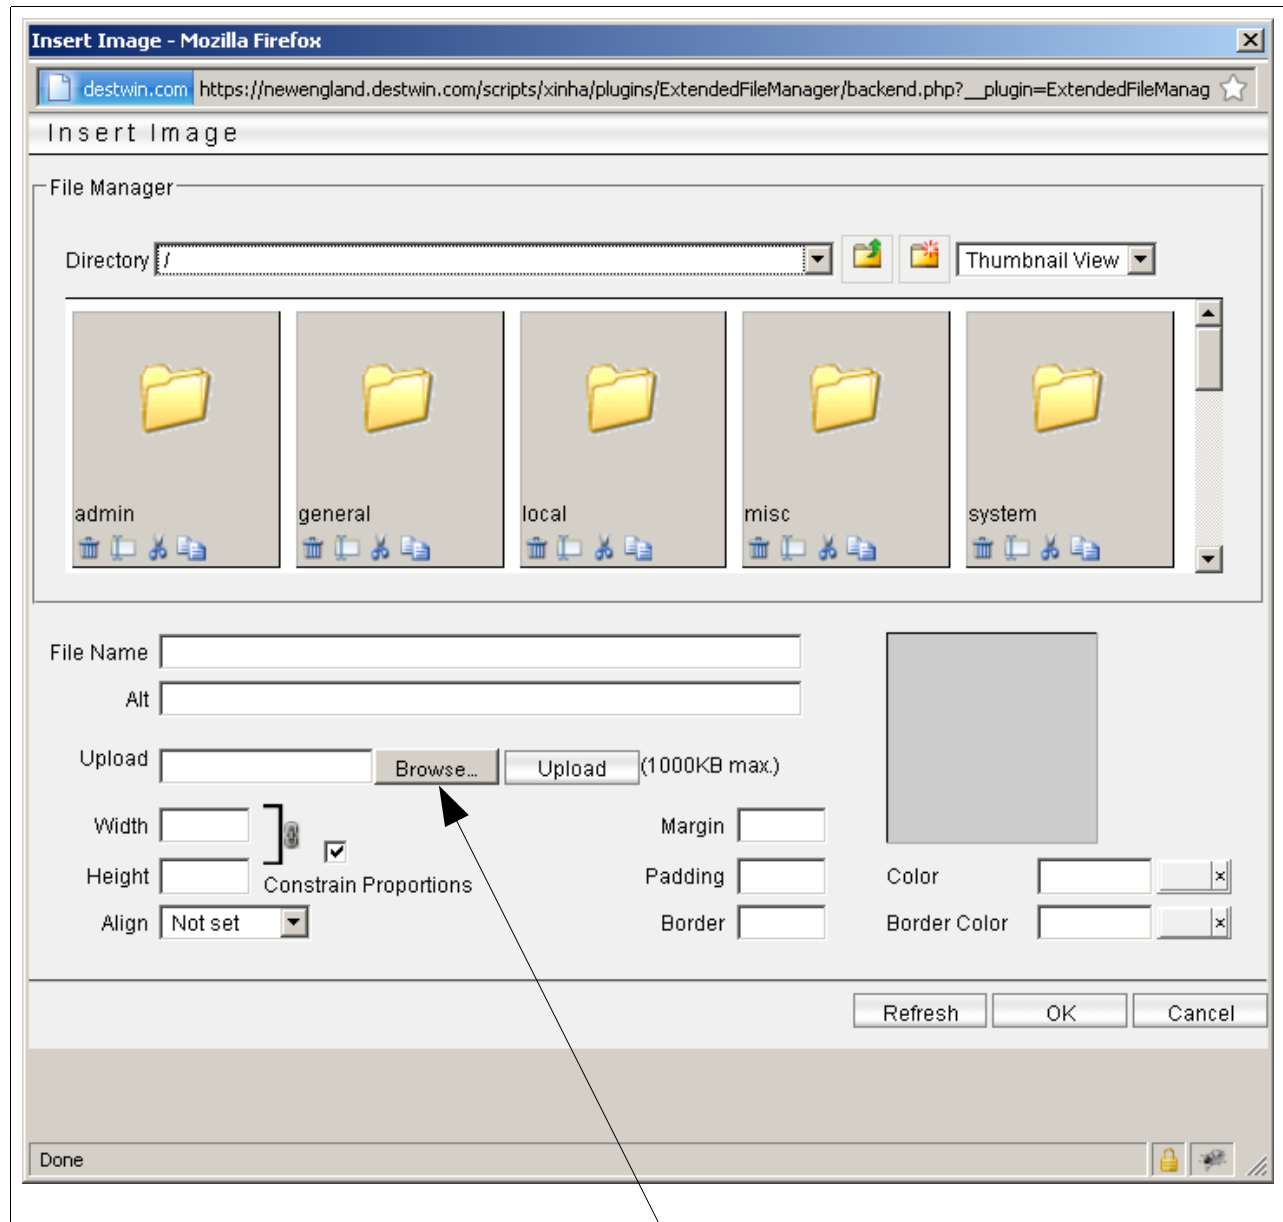 Insert Image - Mozilla Firefox
destwin.com https://newengland.destwin.com/scripts/xinha/plugins/ExtendedFileManager/backend.php?__plugin=ExtendedFileManag
Insert Image
File Manager
Directory / Thumbnail View
admin general local misc system
File Name
Alt
Upload Browse... Upload (1000KB max.)
Width Margin
Height Constrain Proportions Padding Color
Align Not set Border Border Color
Refresh OK Cancel
Done